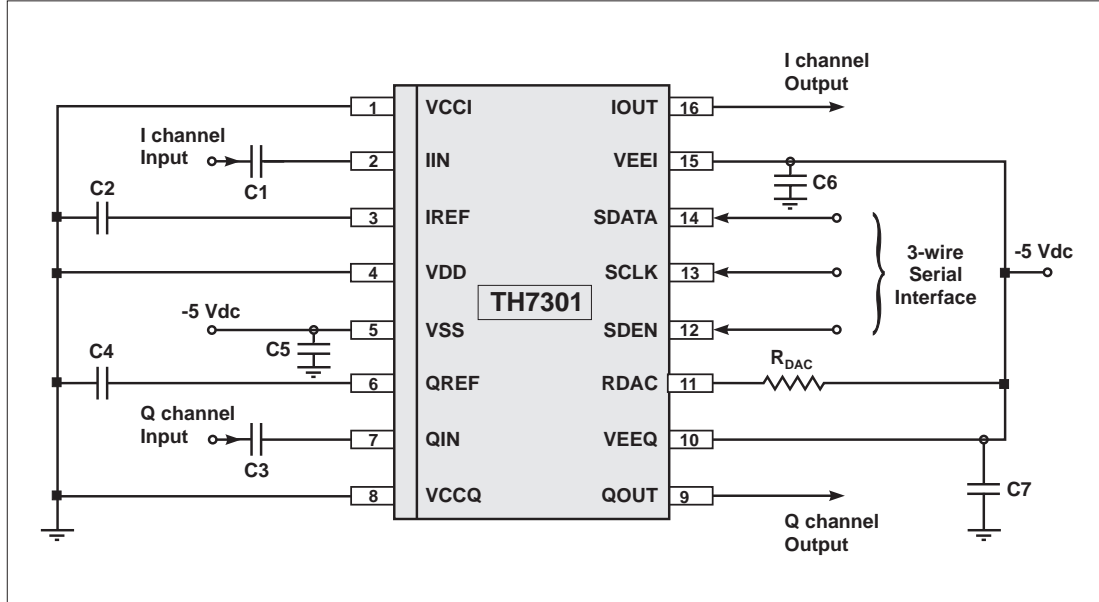 I channel
Output
1
VCCI
IOUT
16
I channel
Input
C1
2
IIN
VEEI
15
C6
C2
3
IREF
SDATA
14
4
VDD
SCLK
13
3-wire
Serial
Interface
-5 Vdc
TH7301
-5 Vdc
C5
5
VSS
SDEN
12
C4
6
QREF
RDAC
11
RDAC
Q channel
Input
C3
7
QIN
VEEQ
10
C7
8
VCCQ
QOUT
9
Q channel
Output